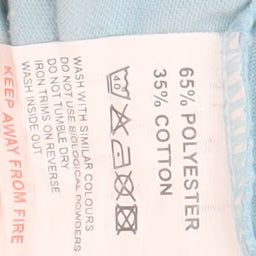 65% POLYESTER
35% COTTON
40
WASH WITH SIMILAR COLOURS
DO NOT USE BIOLOGICAL POWDERS
DO NOT TUMBLE DRY
IRON TRIMS ON REVERSE
WASH INSIDE OUT
KEEP AWAY FROM FIRE